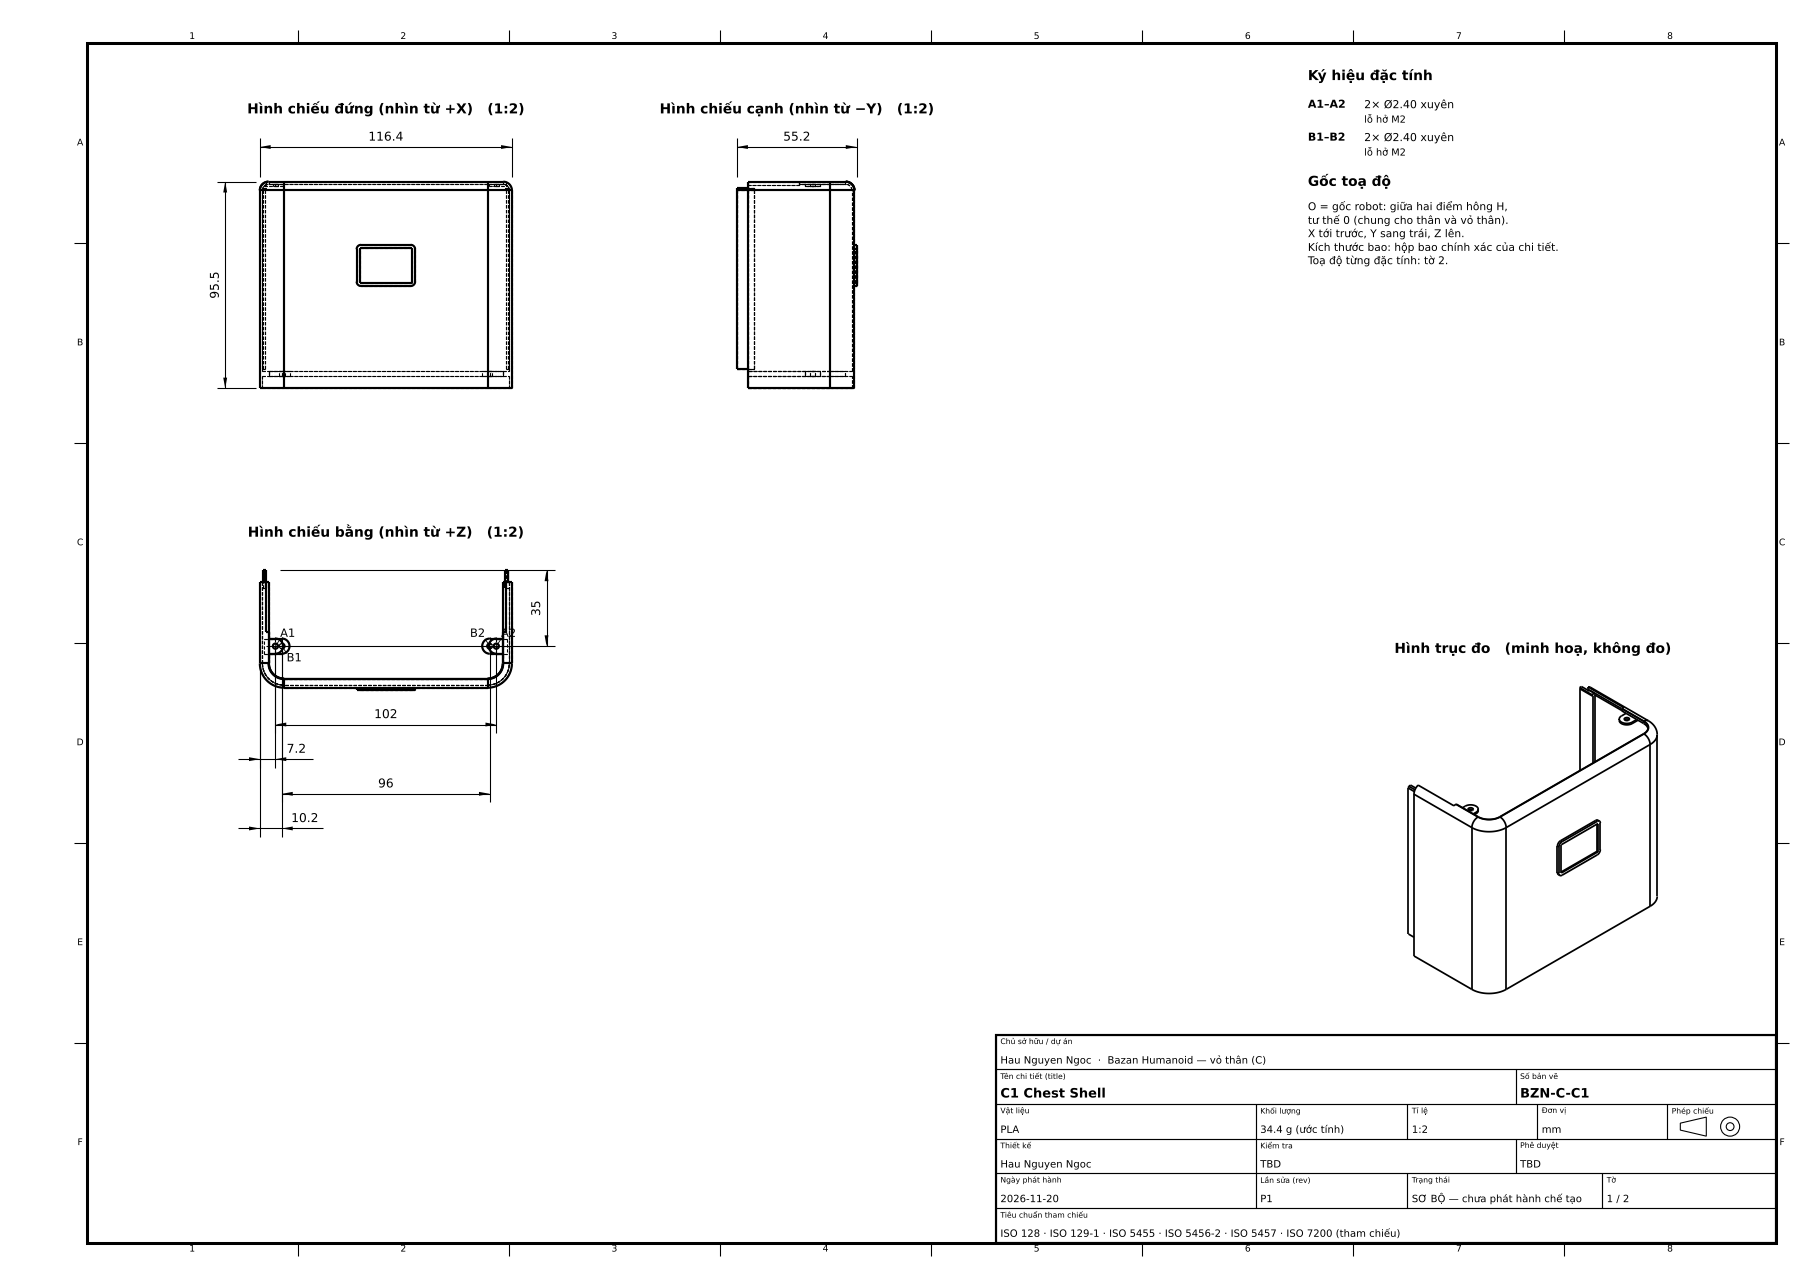 1 2 3 4 5 6 7 8
Ký hiệu đặc tính
A1–A2 2× Ø2.40 xuyên
lỗ hở M2
B1–B2 2× Ø2.40 xuyên
lỗ hở M2
Gốc toạ độ
O = gốc robot: giữa hai điểm hông H,
tư thế 0 (chung cho thân và vỏ thân).
X tới trước, Y sang trái, Z lên.
Kích thước bao: hộp bao chính xác của chi tiết.
Toạ độ từng đặc tính: tờ 2.
Hình chiếu đứng (nhìn từ +X) (1:2)
116.4
95.5
Hình chiếu cạnh (nhìn từ −Y) (1:2)
55.2
A A
B B
C C
D D
E E
F F
Hình chiếu bằng (nhìn từ +Z) (1:2)
35
A1 B2 A2
B1
102
7.2
96
10.2
Hình trục đo (minh hoạ, không đo)
Chủ sở hữu / dự án
Hau Nguyen Ngoc · Bazan Humanoid — vỏ thân (C)
Tên chi tiết (title) Số bản vẽ
C1 Chest Shell BZN-C-C1
Vật liệu Khối lượng Tỉ lệ Đơn vị Phép chiếu
PLA 34.4 g (ước tính) 1:2 mm
Thiết kế Kiểm tra Phê duyệt
Hau Nguyen Ngoc TBD TBD
Ngày phát hành Lần sửa (rev) Trạng thái Tờ
2026-11-20 P1 SƠ BỘ — chưa phát hành chế tạo 1 / 2
Tiêu chuẩn tham chiếu
ISO 128 · ISO 129-1 · ISO 5455 · ISO 5456-2 · ISO 5457 · ISO 7200 (tham chiếu)
1 2 3 4 5 6 7 8